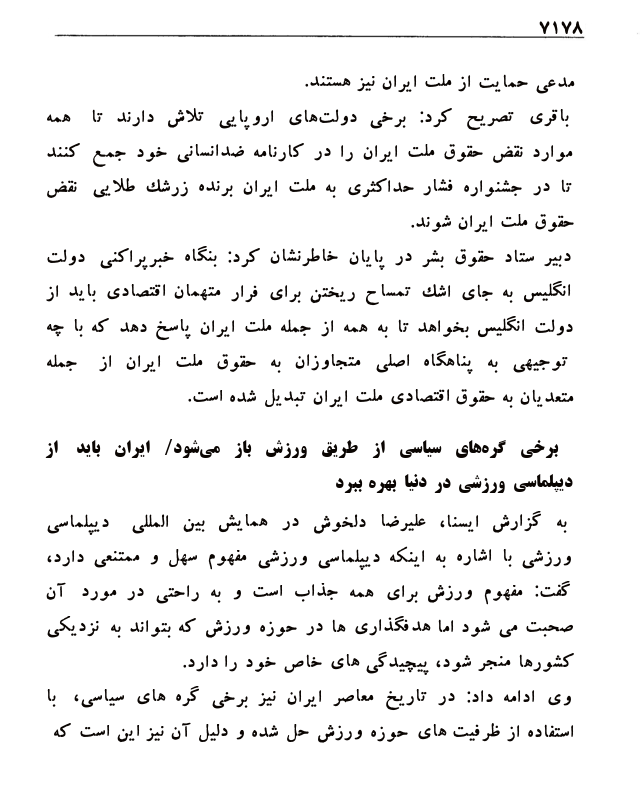 ۷۱۷۸
مدعی حمایت از ملت ایران نیز هستند.
باقری تصریح کرد: برخی دولت‌های اروپایی تلاش دارند تا همه
موارد نقض حقوق ملت ایران را در کارنامه ضدانسانی خود جمع کنند
تا در جشنواره فشار حداکثری به ملت ایران برنده زرشك طلایی نقض
حقوق ملت ایران شوند.
دبیر ستاد حقوق بشر در پایان خاطرنشان کرد: بنگاه خبرپراکنی دولت
انگلیس به جای اشك تمساح ریختن برای فرار متهمان اقتصادی باید از
دولت انگلیس بخواهد تا به همه از جمله ملت ایران پاسخ دهد که با چه
توجیهی به پناهگاه اصلی متجاوزان به حقوق ملت ایران از جمله
متعدیان به حقوق اقتصادی ملت ایران تبدیل شده است.
برخی گره‌های سیاسی از طریق ورزش باز می‌شود/ ایران باید از
دیپلماسی ورزشی در دنیا بهره ببرد
به گزارش ایسنا، علیرضا دلخوش در همایش بین المللی دیپلماسی
ورزشی با اشاره به اینکه دیپلماسی ورزشی مفهوم سهل و ممتنعی دارد،
گفت: مفهوم ورزش برای همه جذاب است و به راحتی در مورد آن
صحبت می شود اما هدفگذاری ها در حوزه ورزش که بتواند به نزدیکی
کشورها منجر شود، پیچیدگی های خاص خود را دارد.
وی ادامه داد: در تاریخ معاصر ایران نیز برخی گره های سیاسی، با
استفاده از ظرفیت های حوزه ورزش حل شده و دلیل آن نیز این است که